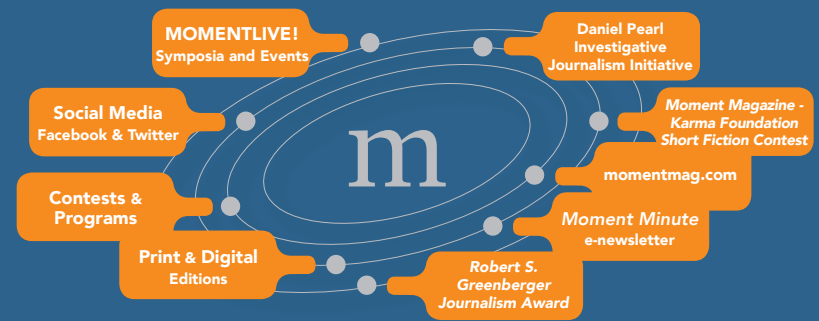 MOMENTLIVE!
Symposia and Events
Daniel Pearl
Investigative
Journalism Initiative
Social Media
Facebook & Twitter
Moment Magazine -
Karma Foundation
Short Fiction Contest
m
momentmag.com
Contests &
Programs
Moment Minute
e-newsletter
Print & Digital
Editions
Robert S.
Greenberger
Journalism Award